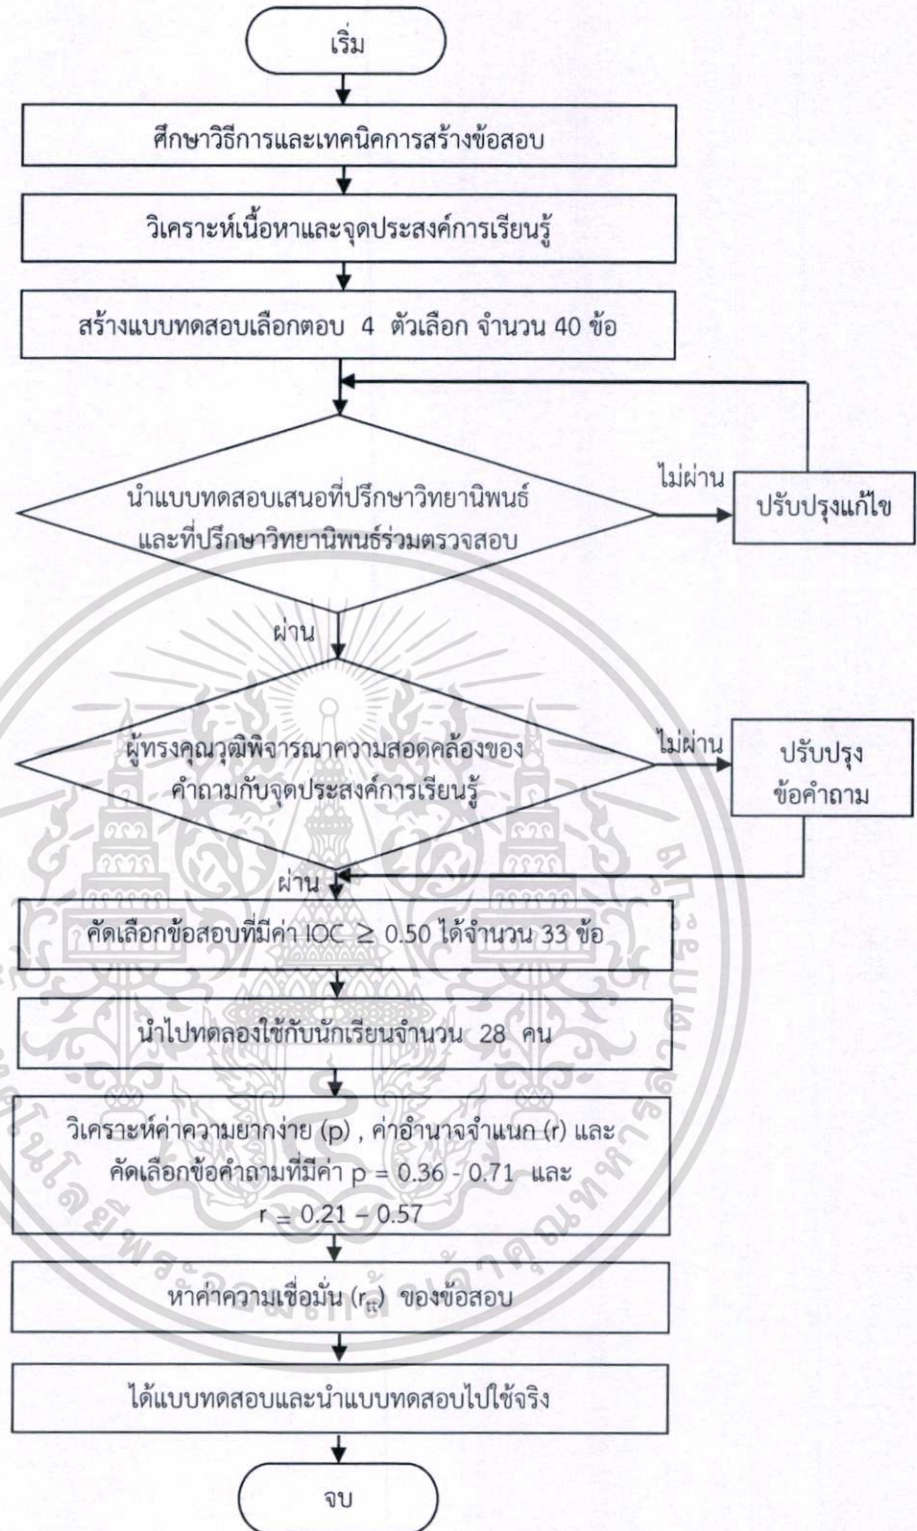 เริ่ม
ศึกษาวิธีการและเทคนิคการสร้างข้อสอบ
วิเคราะห์เนื้อหาและจุดประสงค์การเรียนรู้
สร้างแบบทดสอบเลือกตอบ 4 ตัวเลือก จำนวน 40 ข้อ
นำแบบทดสอบเสนอที่ปรึกษาวิทยานิพนธ์
และที่ปรึกษาวิทยานิพนธ์ร่วมตรวจสอบ
ไม่ผ่าน
ปรับปรุงแก้ไข
ผ่าน
ผู้ทรงคุณวุฒิพิจารณาความสอดคล้องของ
คำถามกับจุดประสงค์การเรียนรู้
ไม่ผ่าน
ปรับปรุง
ข้อคำถาม
ผ่าน
คัดเลือกข้อสอบที่มีค่า IOC ≥ 0.50 ได้จำนวน 33 ข้อ
นำไปทดลองใช้กับนักเรียนจำนวน 28 คน
วิเคราะห์ค่าความยากง่าย (p) , ค่าอำนาจจำแนก (r) และ
คัดเลือกข้อคำถามที่มีค่า p = 0.36 - 0.71 และ
r = 0.21 – 0.57
หาค่าความเชื่อมั่น (r_tt) ของข้อสอบ
ได้แบบทดสอบและนำแบบทดสอบไปใช้จริง
จบ